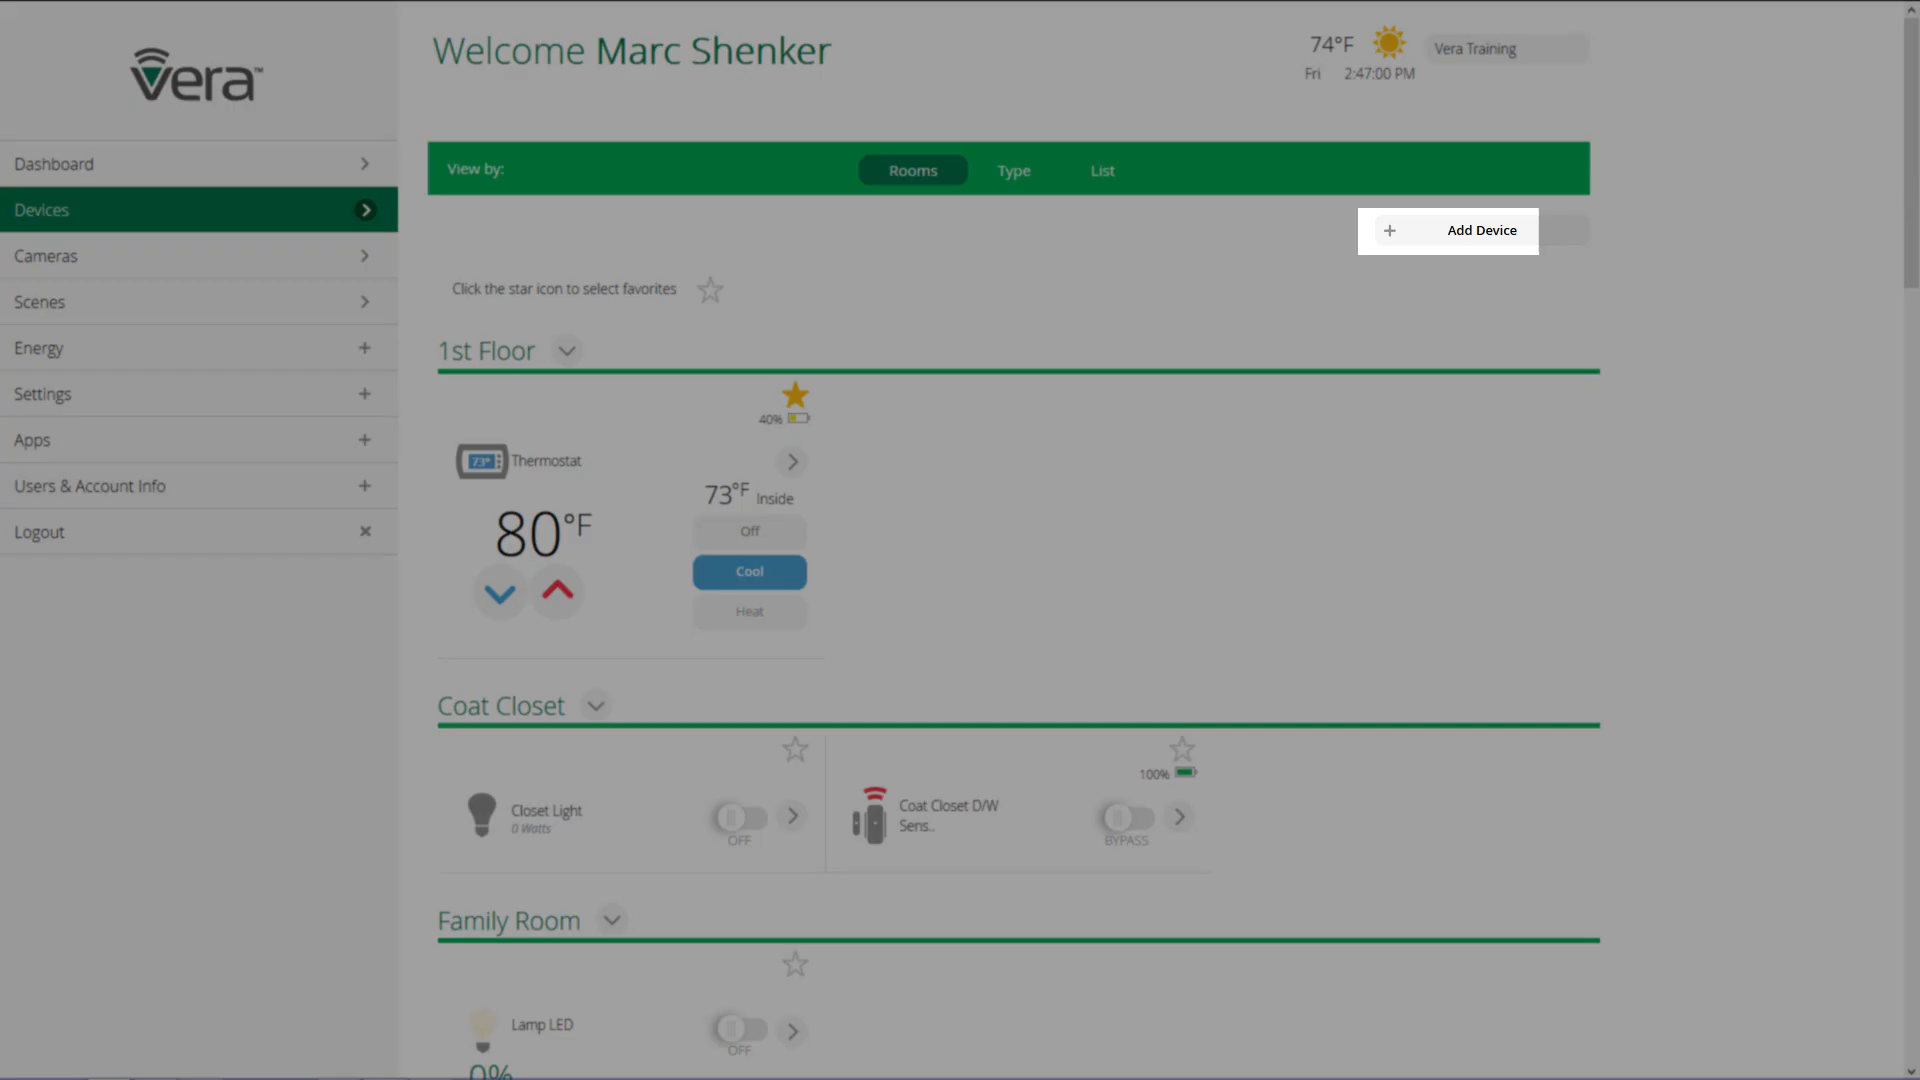 vera™
Welcome Marc Shenker
74°F
Fri 2:47:00 PM
Vera Training
Dashboard
Devices
Cameras
Scenes
Energy
Settings
Apps
Users & Account Info
Logout
View by:
Rooms
Type
List
+ Add Device
Click the star icon to select favorites
1st Floor
40%
73°
Thermostat
73°F Inside
80°F
Off
Cool
Heat
Coat Closet
Closet Light
0 Watts
OFF
100%
Coat Closet D/W
Sens..
BYPASS
Family Room
Lamp LED
OFF
0%